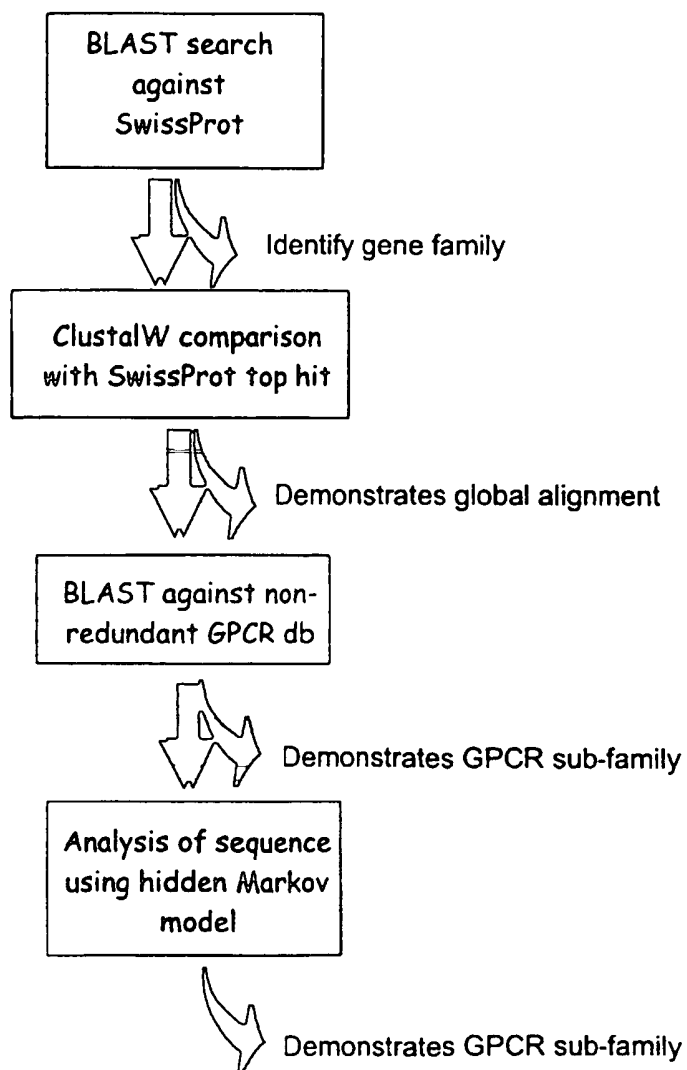 BLAST search
against
SwissProt
Identify gene family
ClustalW comparison
with SwissProt top hit
Demonstrates global alignment
BLAST against non-
redundant GPCR db
Demonstrates GPCR sub-family
Analysis of sequence
using hidden Markov
model
Demonstrates GPCR sub-family